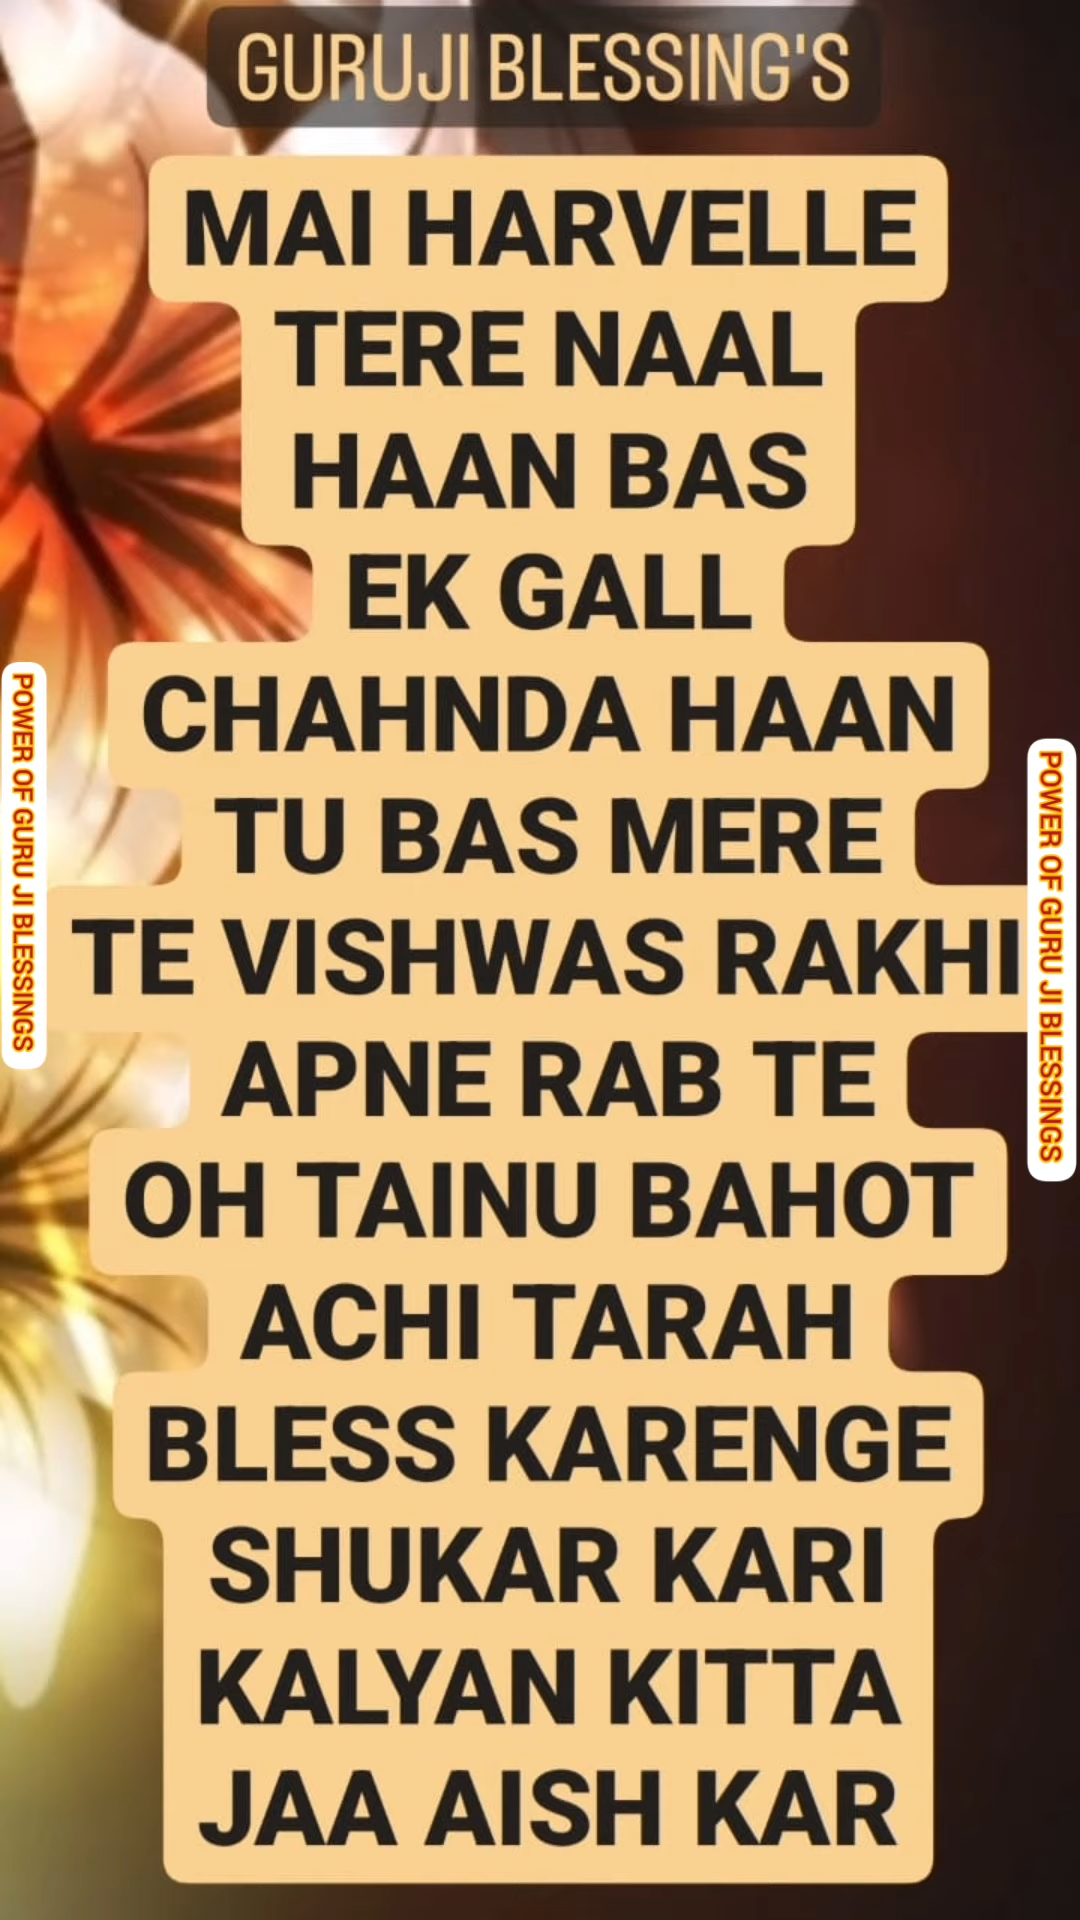 GURUJI BLESSING'S
MAI HARVELLE
TERE NAAL
HAAN BAS
EK GALL
CHAHNDA HAAN
TU BAS MERE
TE VISHWAS RAKHI
APNE RAB TE
OH TAINU BAHOT
ACHI TARAH
BLESS KARENGE
SHUKAR KARI
KALYAN KITTA
JAA AISH KAR
POWER OF GURU JI BLESSINGS
POWER OF GURU JI BLESSINGS